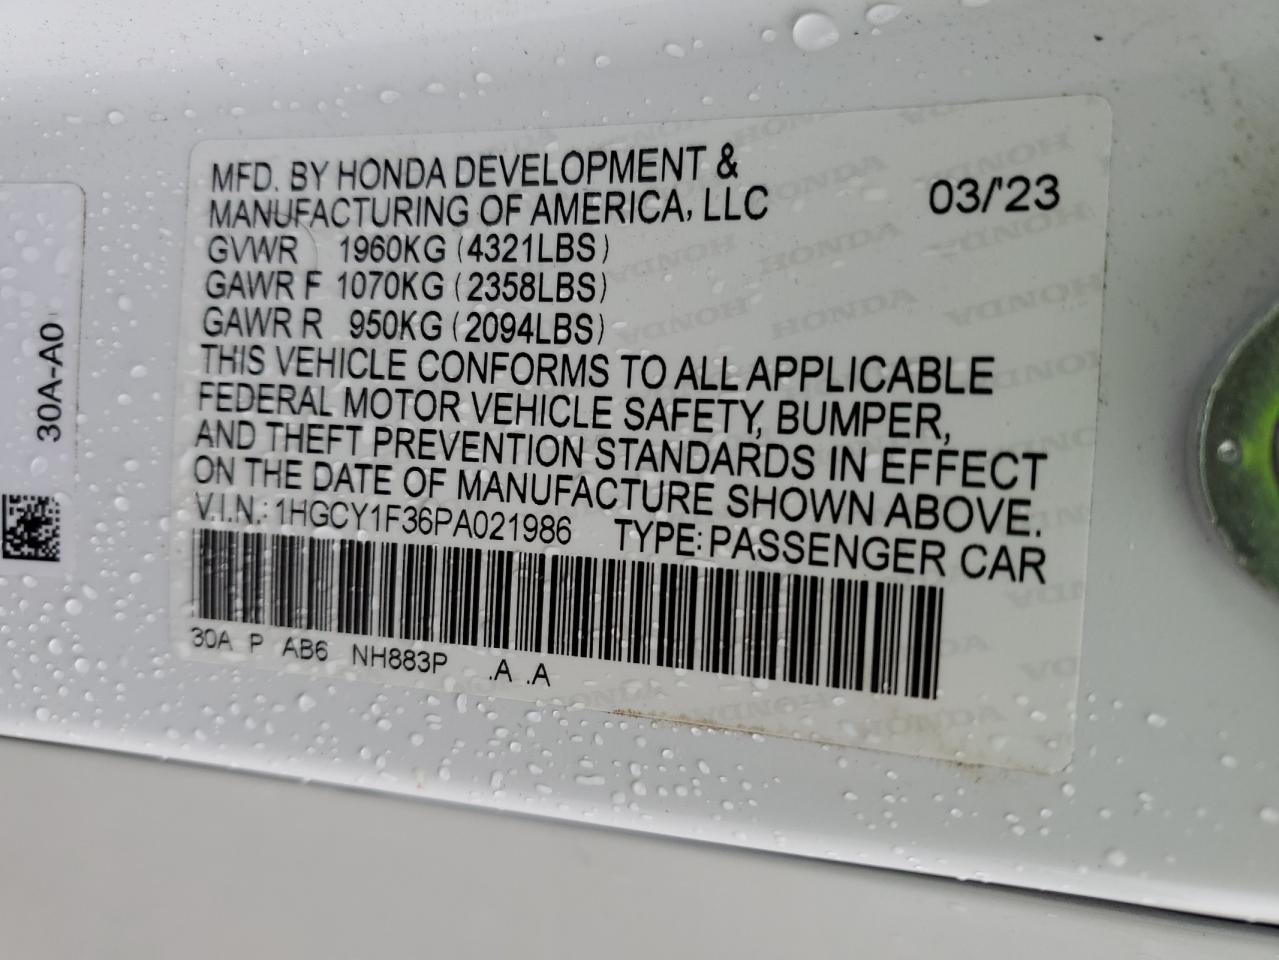 MFD. BY HONDA DEVELOPMENT &
MANUFACTURING OF AMERICA, LLC
03/'23
GVWR 1960KG (4321LBS)
GAWR F 1070KG (2358LBS)
GAWR R 950KG (2094LBS)
THIS VEHICLE CONFORMS TO ALL APPLICABLE
FEDERAL MOTOR VEHICLE SAFETY, BUMPER,
AND THEFT PREVENTION STANDARDS IN EFFECT
ON THE DATE OF MANUFACTURE SHOWN ABOVE.
V.I.N.: 1HGCY1F36PA021986 TYPE: PASSENGER CAR
30A P AB6 NH883P .A .A
30A-A0